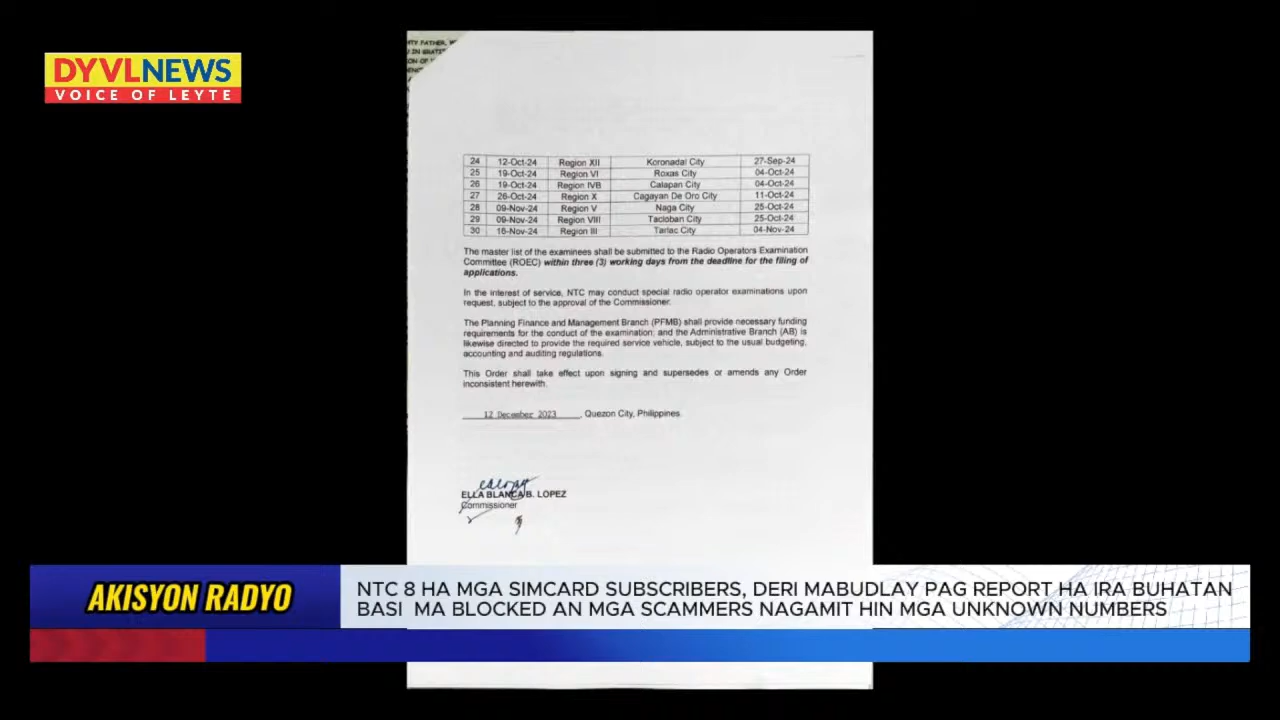 DYVLNEWS
VOICE OF LEYTE
24 12-Oct-24 Region XII Koronadal City 27-Sep-24
25 19-Oct-24 Region VI Roxas City 04-Oct-24
26 19-Oct-24 Region IVB Calapan City 04-Oct-24
27 26-Oct-24 Region X Cagayan De Oro City 11-Oct-24
28 09-Nov-24 Region V Naga City 25-Oct-24
29 09-Nov-24 Region VIII Tacloban City 25-Oct-24
30 16-Nov-24 Region III Tarlac City 04-Nov-24
The master list of the examinees shall be submitted to the Radio Operators Examination
Committee (ROEC) within three (3) working days from the deadline for the filing of
applications.
In the interest of service, NTC may conduct special radio operator examinations upon
request, subject to the approval of the Commissioner.
The Planning Finance and Management Branch (PFMB) shall provide necessary funding
requirements for the conduct of the examination; and the Administrative Branch (AB) is
likewise directed to provide the required service vehicle, subject to the usual budgeting,
accounting and auditing regulations.
This Order shall take effect upon signing and supersedes or amends any Order
inconsistent herewith.
12 December 2023, Quezon City, Philippines.
ELLA BLANCA B. LOPEZ
Commissioner
AKISYON RADYO
NTC 8 HA MGA SIMCARD SUBSCRIBERS, DERI MABUDLAY PAG REPORT HA IRA BUHATAN
BASI MA BLOCKED AN MGA SCAMMERS NAGAMIT HIN MGA UNKNOWN NUMBERS